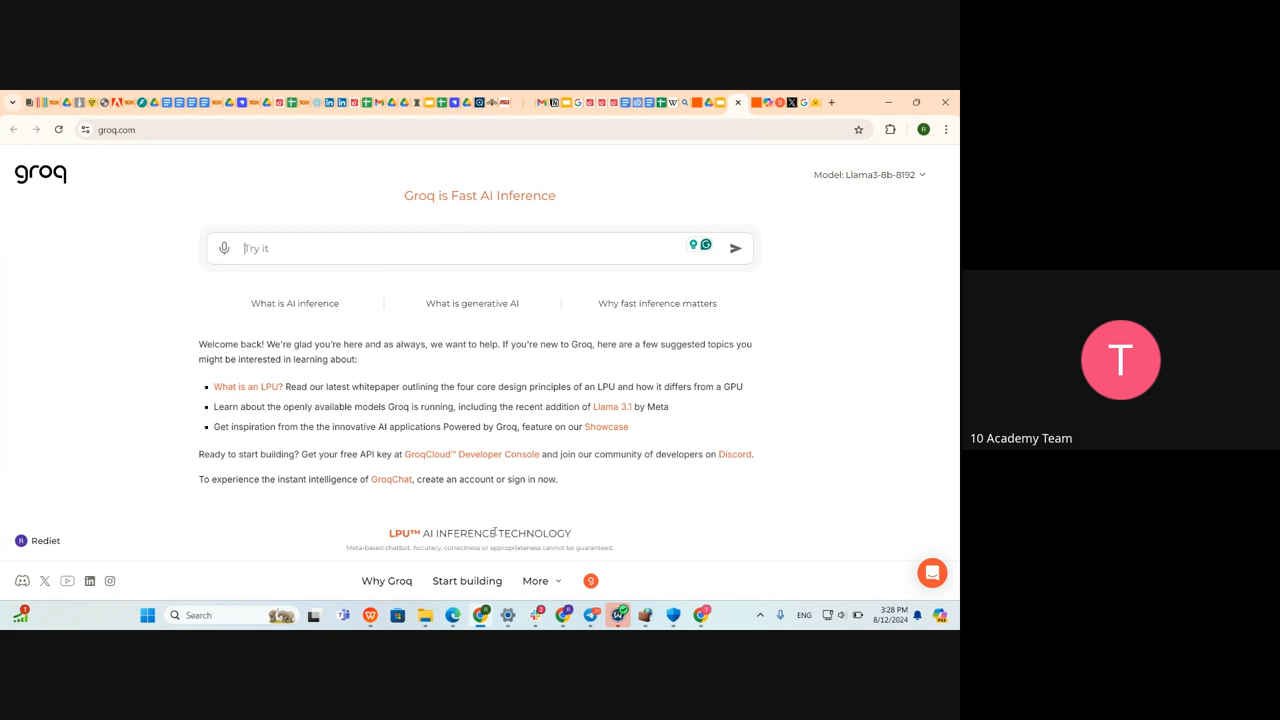 groq.com
R
groq
Model: Llama3-8b-8192
Groq is Fast AI Inference
Try it
What is AI inference
What is generative AI
Why fast inference matters
Welcome back! We're glad you're here and as always, we want to help. If you're new to Groq, here are a few suggested topics you
might be interested in learning about:
What is an LPU? Read our latest whitepaper outlining the four core design principles of an LPU and how it differs from a GPU
Learn about the openly available models Groq is running, including the recent addition of Llama 3.1 by Meta
Get inspiration from the the innovative AI applications Powered by Groq, feature on our Showcase
Ready to start building? Get your free API key at GroqCloud™ Developer Console and join our community of developers on Discord.
To experience the instant intelligence of GroqChat, create an account or sign in now.
LPU™ AI INFERENCE TECHNOLOGY
Meta-based chatbot. Accuracy, correctness or appropriateness cannot be guaranteed.
R Rediet
Why Groq
Start building
More
9
Search
ENG
3:28 PM
8/12/2024
T
10 Academy Team